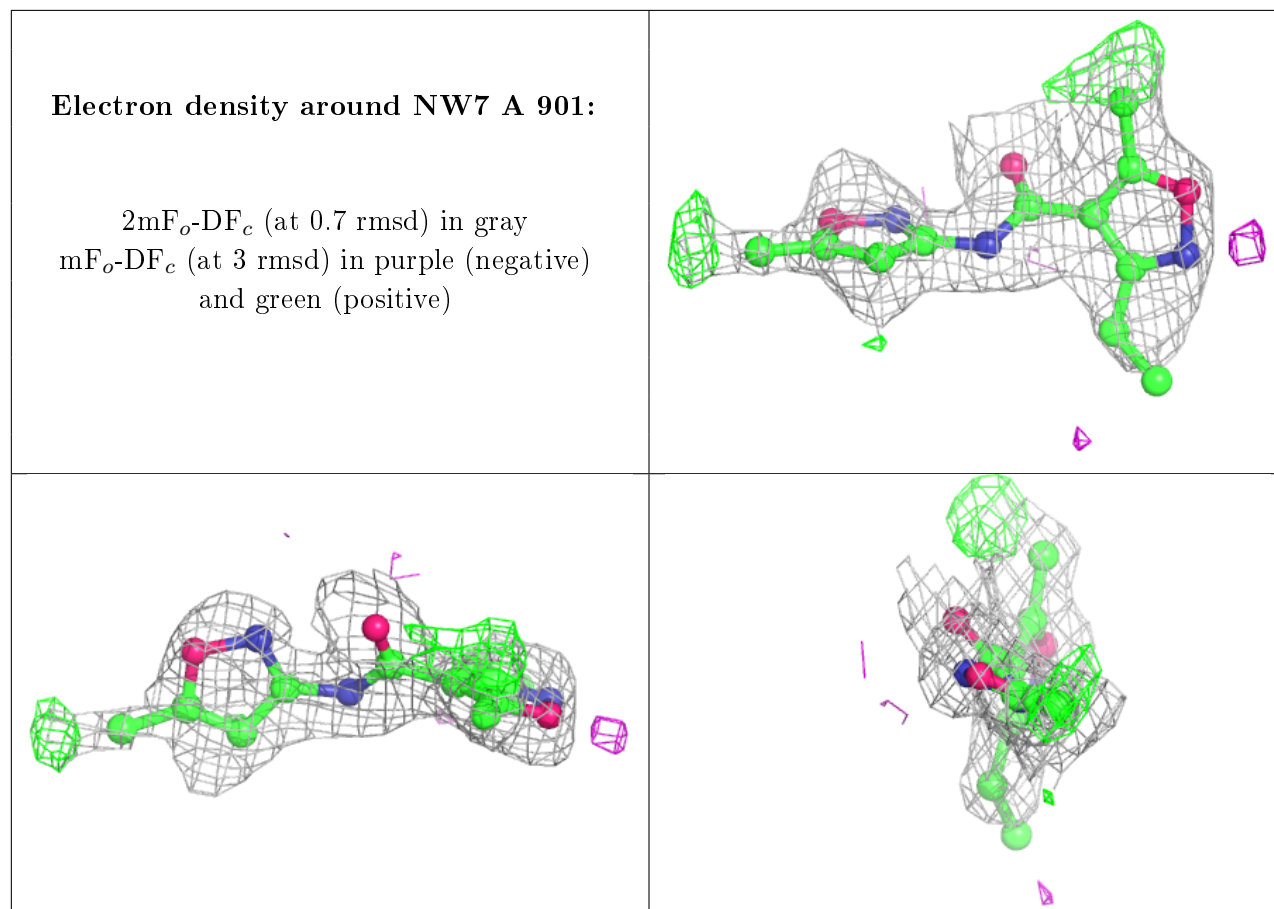 Electron density around NW7 A 901:
2mFo-DFc (at 0.7 rmsd) in gray
mFo-DFc (at 3 rmsd) in purple (negative)
and green (positive)